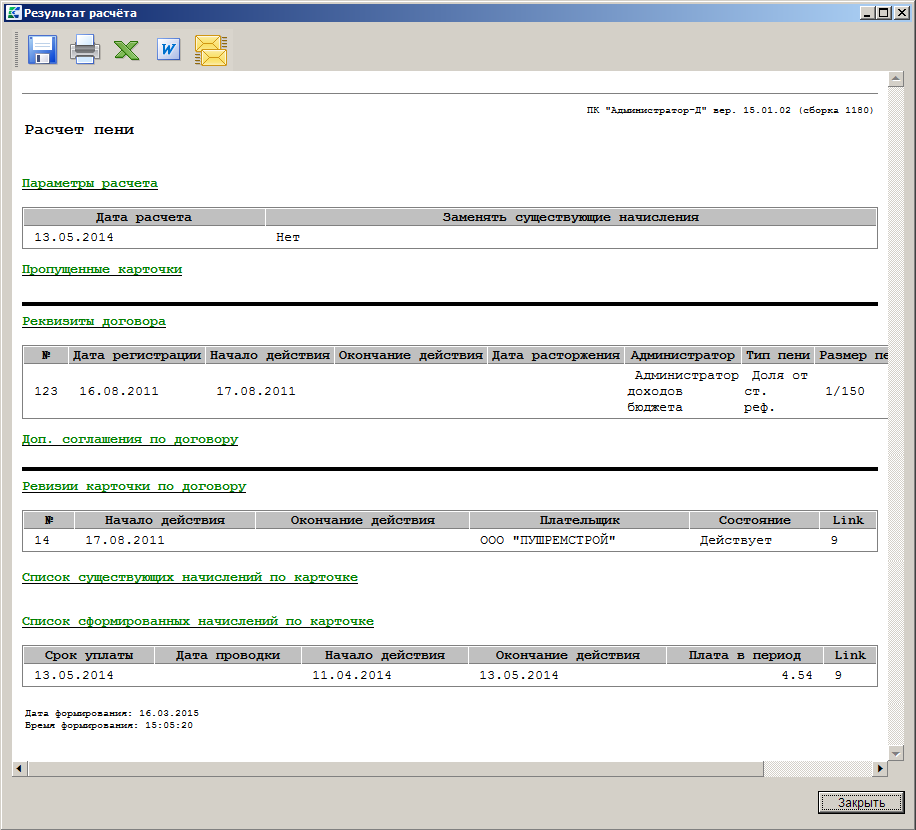 Результат расчёта
ПК "Администратор-Д" вер. 15.01.02 (сборка 1180)
Расчет пени
Параметры расчета
Дата расчета Заменять существующие начисления
13.05.2014 Нет
Пропущенные карточки
Реквизиты договора
№ Дата регистрации Начало действия Окончание действия Дата расторжения Администратор Тип пени Размер пе
Администратор Доля от
123 16.08.2011 17.08.2011 доходов ст. 1/150
бюджета реф.
Доп. соглашения по договору
Ревизии карточки по договору
№ Начало действия Окончание действия Плательщик Состояние Link
14 17.08.2011 ООО "ПУШРЕМСТРОЙ" Действует 9
Список существующих начислений по карточке
Список сформированных начислений по карточке
Срок уплаты Дата проводки Начало действия Окончание действия Плата в период Link
13.05.2014 11.04.2014 13.05.2014 4.54 9
Дата формирования: 16.03.2015
Время формирования: 15:05:20
Закрыть